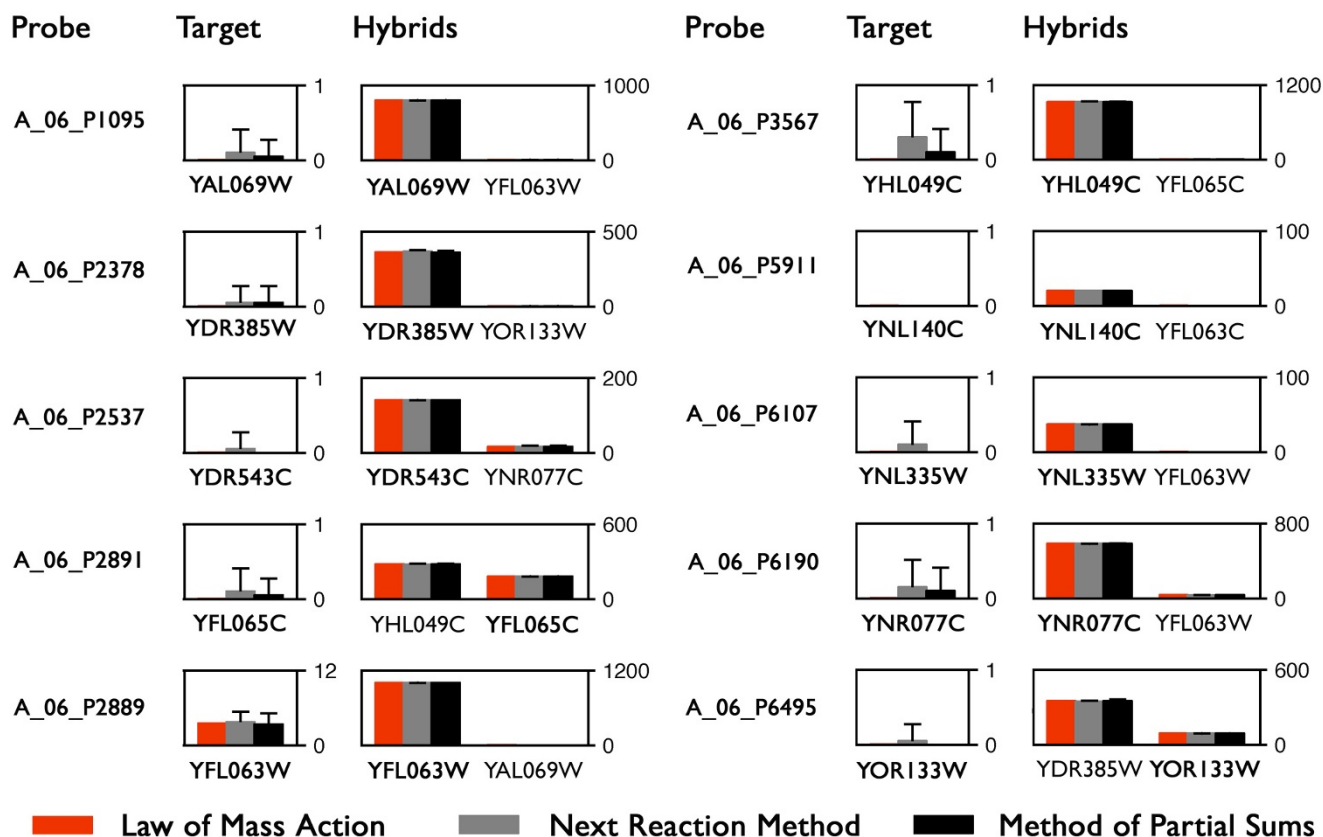 Probe Target Hybrids Probe Target Hybrids
A_06_P1095 1 0 YAL069W 1000 0 YAL069W YFL063W
A_06_P3567 1 0 YHL049C 1200 0 YHL049C YFL065C
A_06_P2378 1 0 YDR385W 500 0 YDR385W YOR133W
A_06_P5911 1 0 YNL140C 100 0 YNL140C YFL063C
A_06_P2537 1 0 YDR543C 200 0 YDR543C YNR077C
A_06_P6107 1 0 YNL335W 100 0 YNL335W YFL063W
A_06_P2891 1 0 YFL065C 600 0 YHL049C YFL065C
A_06_P6190 1 0 YNR077C 800 0 YNR077C YFL063W
A_06_P2889 12 0 YFL063W 1200 0 YFL063W YAL069W
A_06_P6495 1 0 YOR133W 600 0 YDR385W YOR133W
Law of Mass Action Next Reaction Method Method of Partial Sums